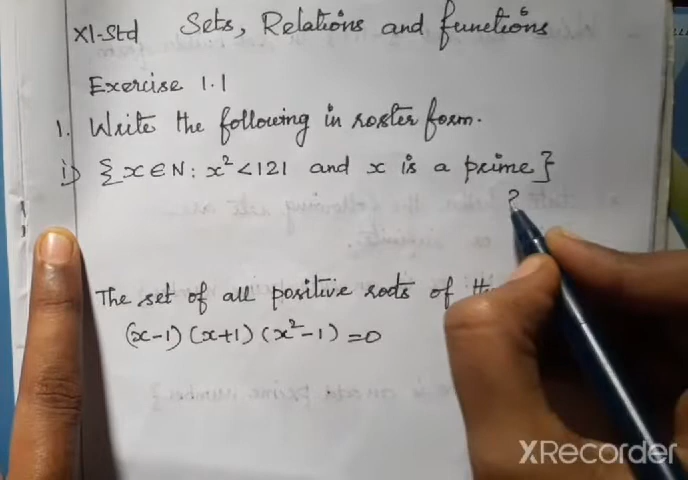 XI-Std Sets, Relations and functions
Exercise 1.1
1. Write the following in roster form.
i) {x ∈ N : x² < 121 and x is a prime}
2
The set of all positive roots of
(x-1) (x+1) (x²-1) = 0
XRecorder